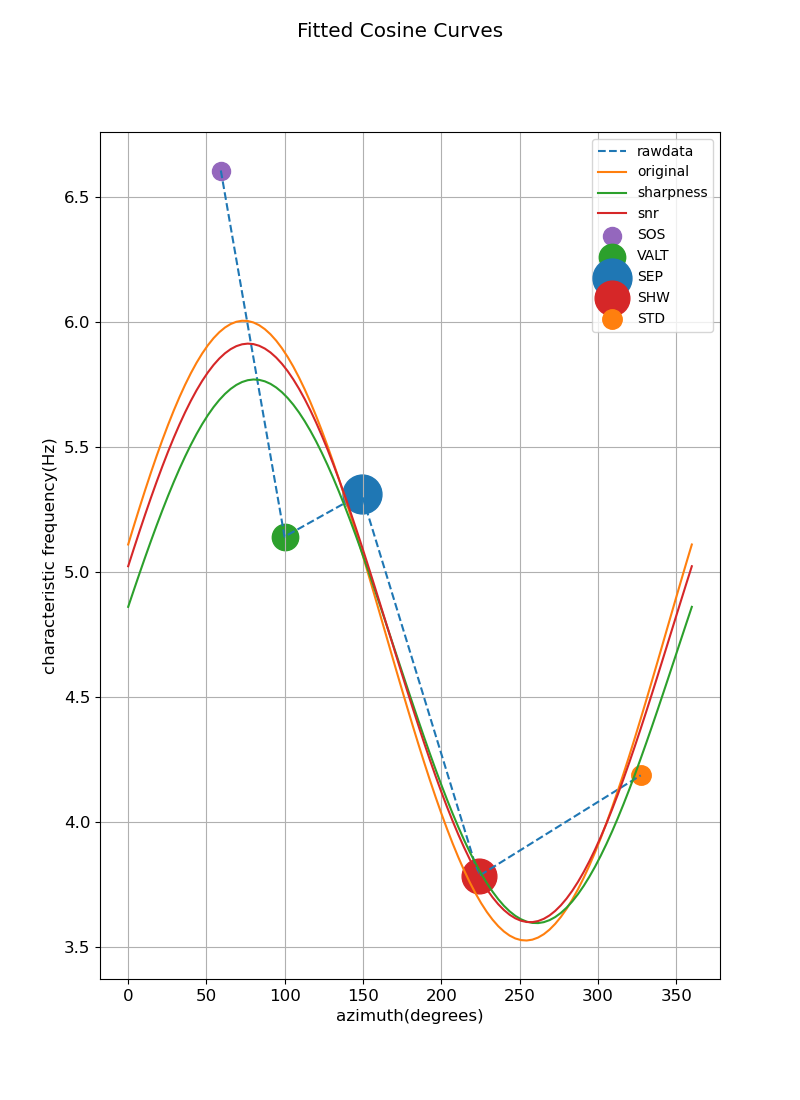 Fitted Cosine Curves
rawdata
original
sharpness
snr
SOS
VALT
SEP
SHW
STD
6.5
6.0
5.5
5.0
4.5
4.0
3.5
characteristic frequency(Hz)
0 50 100 150 200 250 300 350
azimuth(degrees)